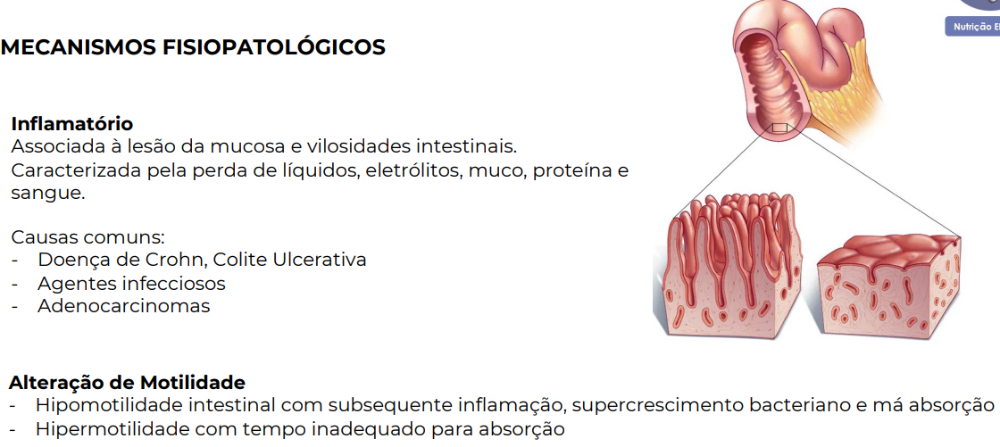 Nutrição
MECANISMOS FISIOPATOLÓGICOS
Inflamatório
Associada à lesão da mucosa e vilosidades intestinais.
Caracterizada pela perda de líquidos, eletrólitos, muco, proteína e
sangue.
Causas comuns:
- Doença de Crohn, Colite Ulcerativa
- Agentes infecciosos
- Adenocarcinomas
Alteração de Motilidade
- Hipomotilidade intestinal com subsequente inflamação, supercrescimento bacteriano e má absorção
- Hipermotilidade com tempo inadequado para absorção